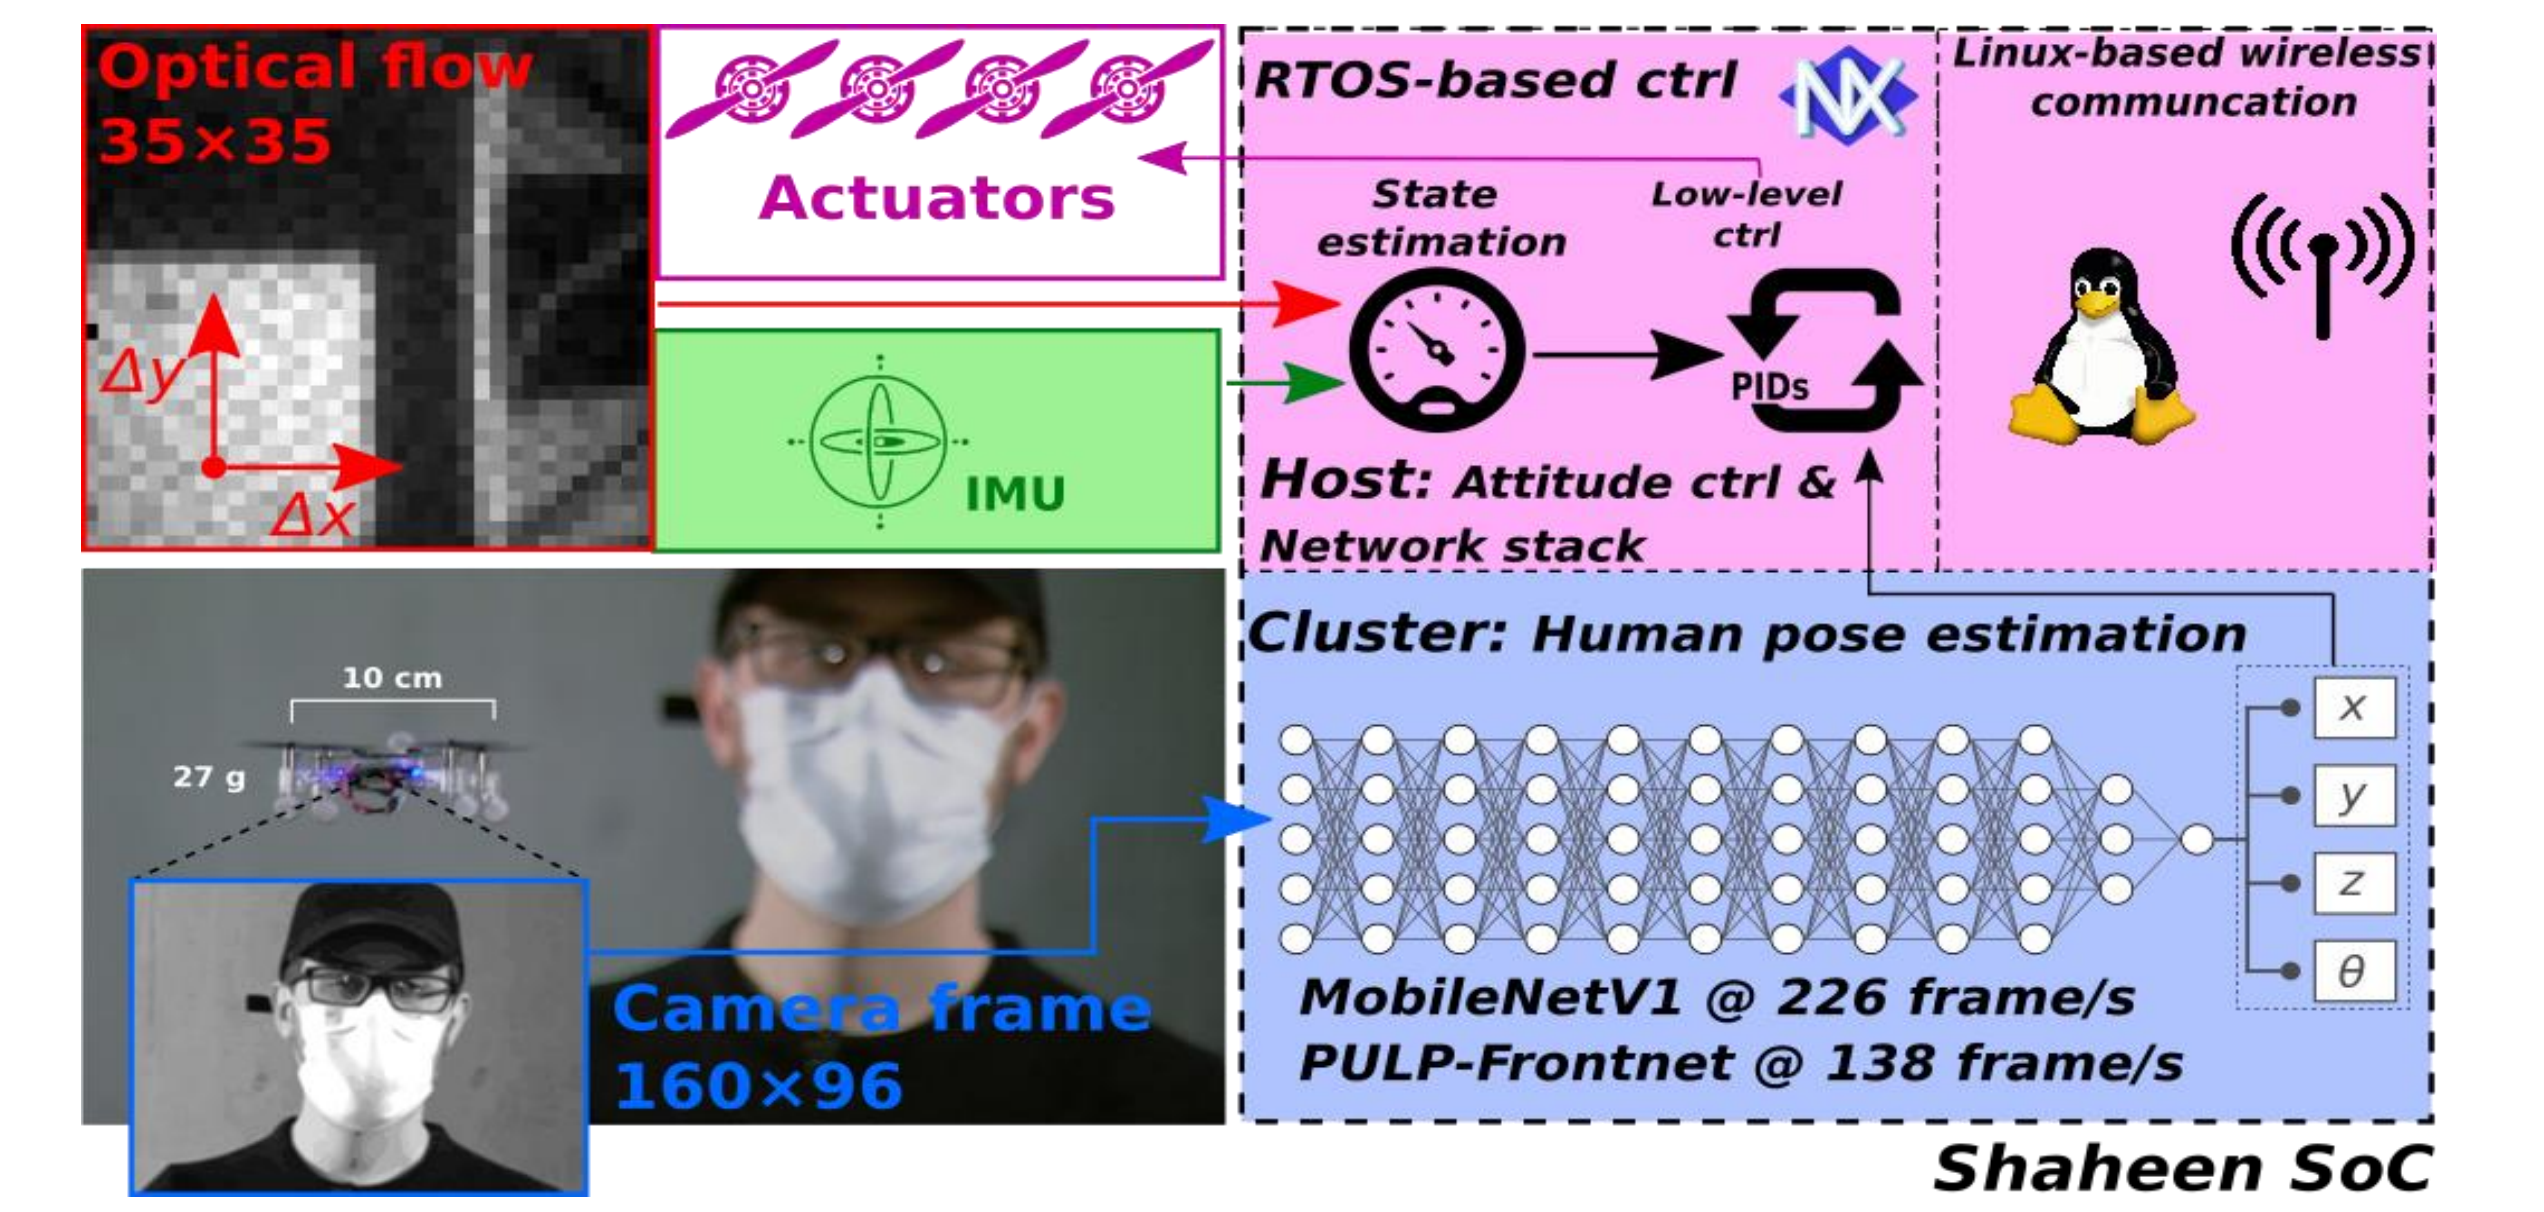 Optical flow
35×35
Δy
Δx
Actuators
IMU
RTOS-based ctrl
NX
State
estimation
Low-level
ctrl
PIDs
Host: Attitude ctrl &
Network stack
Linux-based wireless
communcation
10 cm
27 g
Camera frame
160×96
Cluster: Human pose estimation
x
y
z
θ
MobileNetV1 @ 226 frame/s
PULP-Frontnet @ 138 frame/s
Shaheen SoC